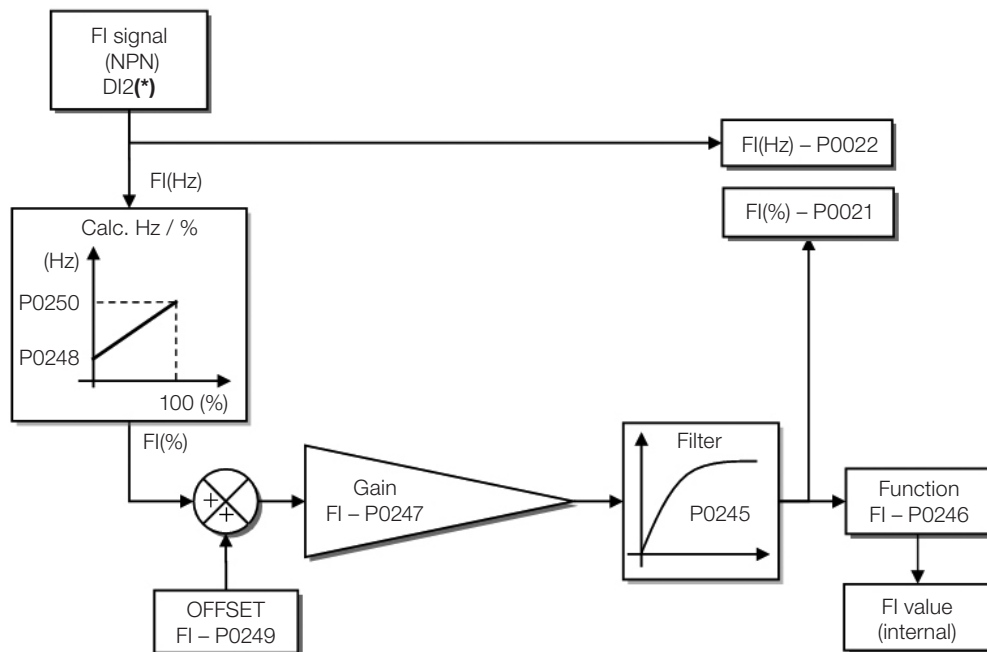 FI signal
(NPN)
DI2(*)
FI(Hz) – P0022
FI(Hz)
FI(%) – P0021
Calc. Hz / %
(Hz)
P0250
P0248
100 (%)
FI(%)
Filter
Gain
FI – P0247
P0245
Function
FI – P0246
+
+
OFFSET
FI – P0249
FI value
(internal)